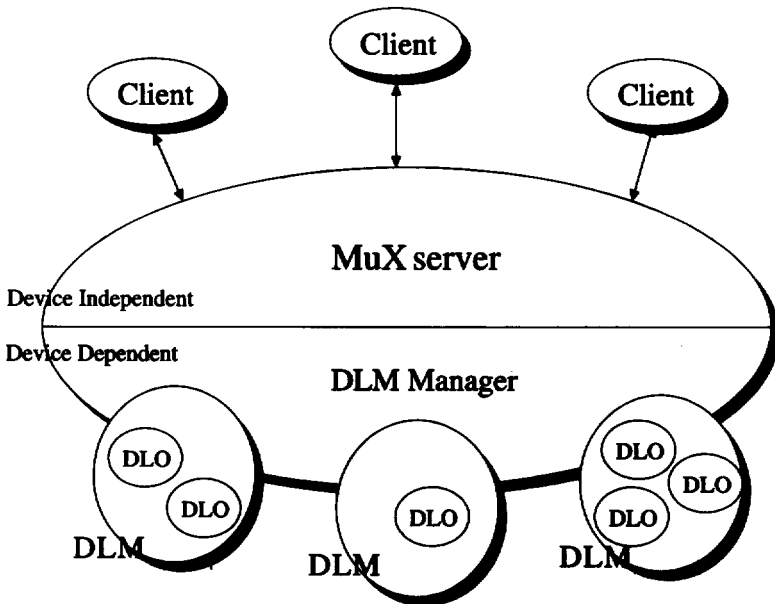 Client
Client
Client
MuX server
Device Independent
Device Dependent
DLM Manager
DLO
DLO
DLM
DLO
DLM
DLO
DLO
DLO
DLM